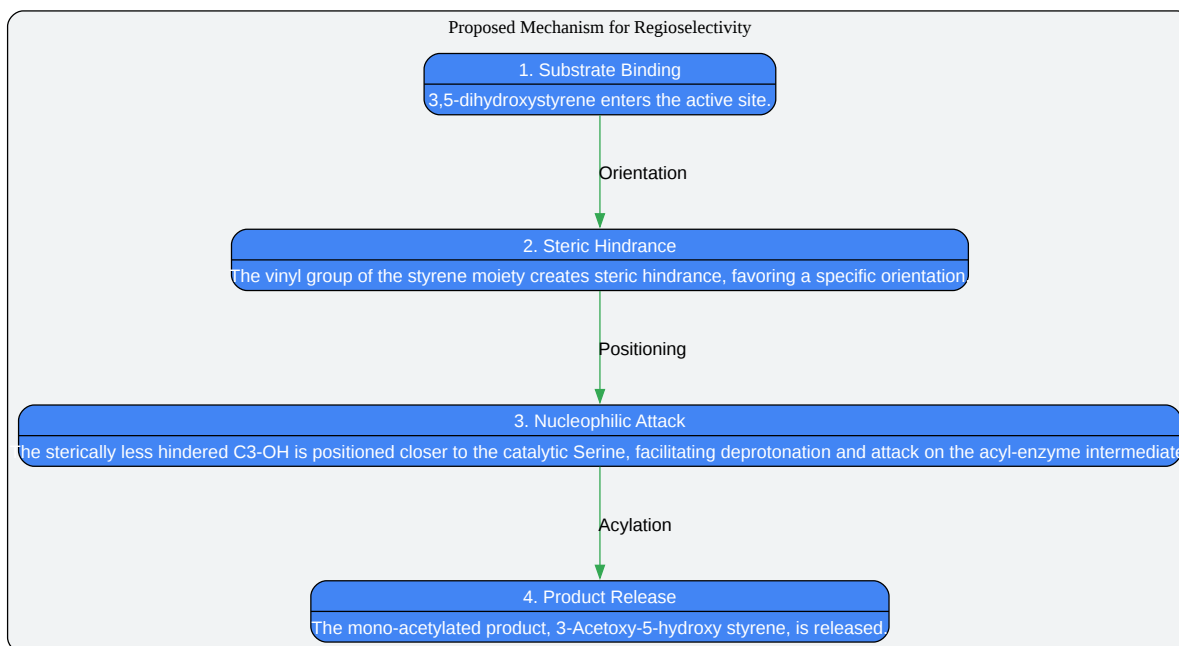 Proposed Mechanism for Regioselectivity
1. Substrate Binding
3,5-dihydroxystyrene enters the active site.
Orientation
2. Steric Hindrance
The vinyl group of the styrene moiety creates steric hindrance, favoring a specific orientation.
Positioning
3. Nucleophilic Attack
The sterically less hindered C3-OH is positioned closer to the catalytic Serine, facilitating deprotonation and attack on the acyl-enzyme intermediate
Acylation
4. Product Release
The mono-acetylated product, 3-Acetoxy-5-hydroxy styrene, is released.